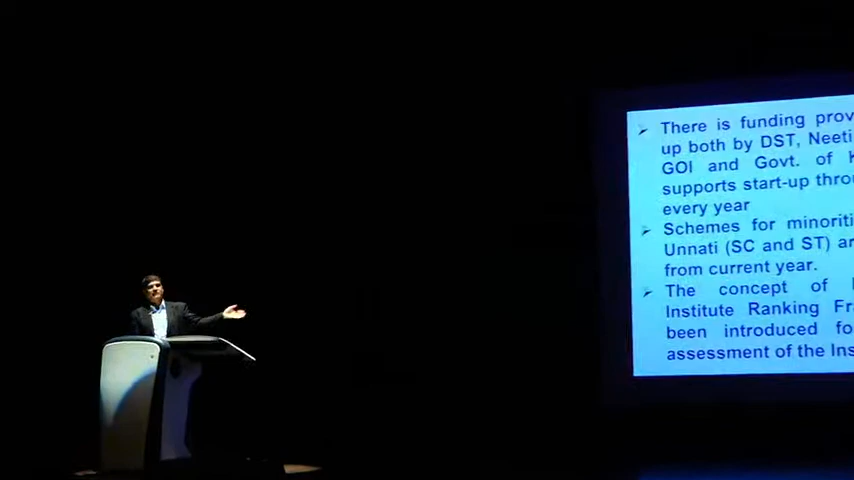 There is funding prov
up both by DST, Neeti
GOI and Govt. of K
supports start-up throu
every year
Schemes for minoriti
Unnati (SC and ST) ar
from current year.
The concept of
Institute Ranking Fr
been introduced fo
assessment of the Ins